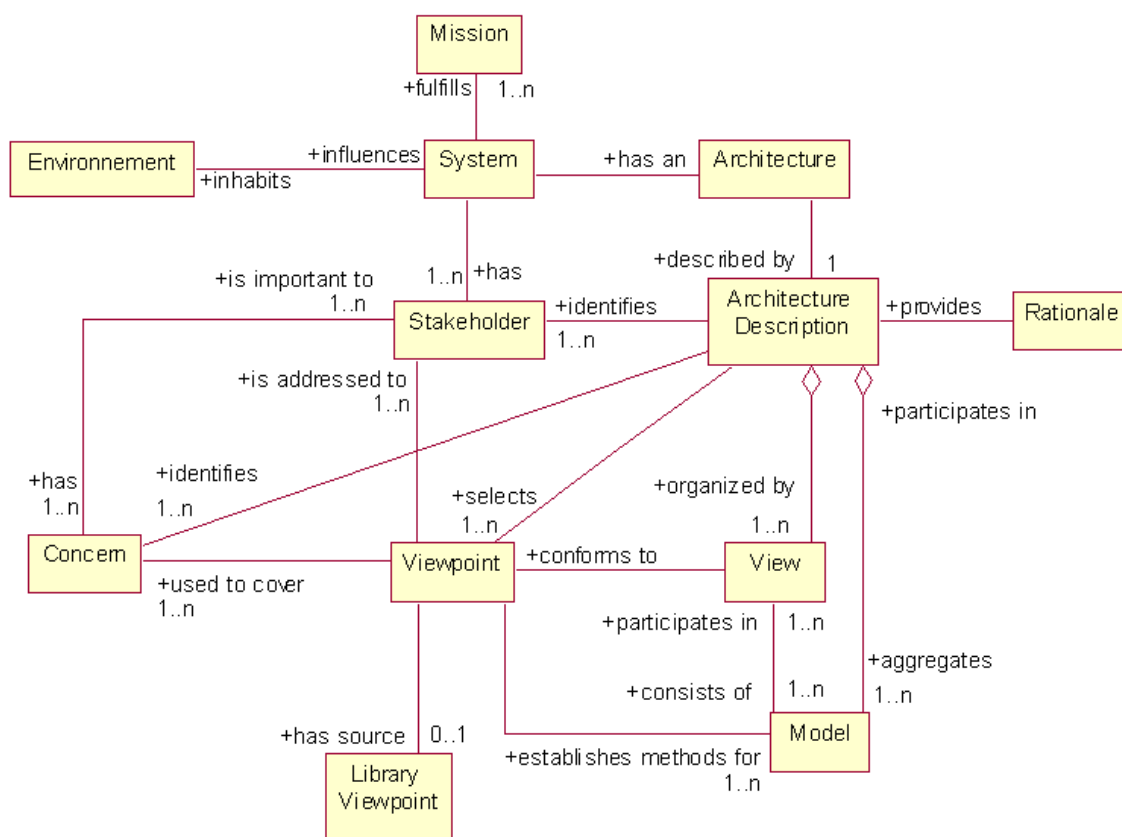 Mission
+fulfills
1..n
Environnement
+influences
+inhabits
System
+has an
Architecture
+is important to
1..n
1..n
+has
+described by
1
Stakeholder
+identifies
1..n
Architecture
Description
+provides
Rationale
+is addressed to
1..n
+participates in
+has
1..n
+identifies
1..n
+selects
1..n
+organized by
1..n
Concern
+used to cover
1..n
Viewpoint
+conforms to
View
+participates in
1..n
+aggregates
1..n
+consists of
1..n
+has source
0..1
+establishes methods for
1..n
Model
Library
Viewpoint